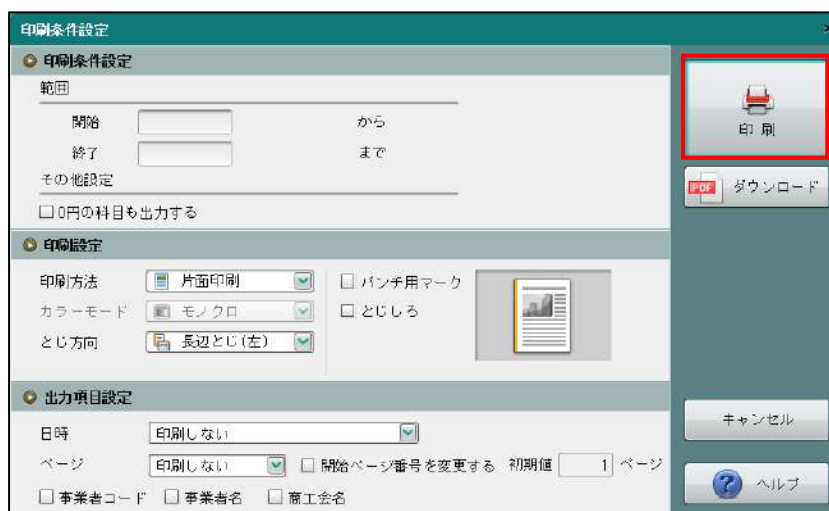 印刷条件設定
印刷条件設定
範囲
開始 から
終了 まで
その他設定
0円の科目も出力する
印刷設定
印刷方法 片面印刷 パンチ用マーク
カラーモード モノクロ とじしろ
とじ方向 長辺とじ(左)
出力項目設定
日時 印刷しない
ページ 印刷しない 開始ページ番号を変更する 初期値 1 ページ
事業者コード 事業者名 商工会名
印刷
PDF ダウンロード
キャンセル
? ヘルプ